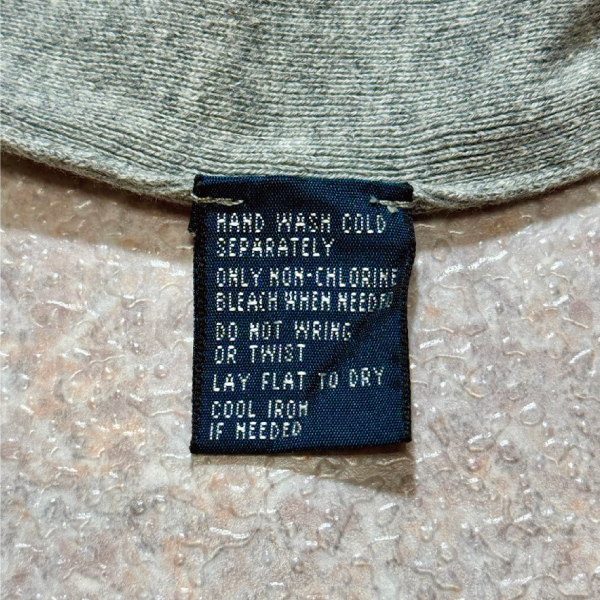 HAND WASH COLD
SEPARATELY
ONLY NON-CHLORINE
BLEACH WHEN NEEDED
DO NOT WRING
OR TWIST
LAY FLAT TO DRY
COOL IRON
IF NEEDED